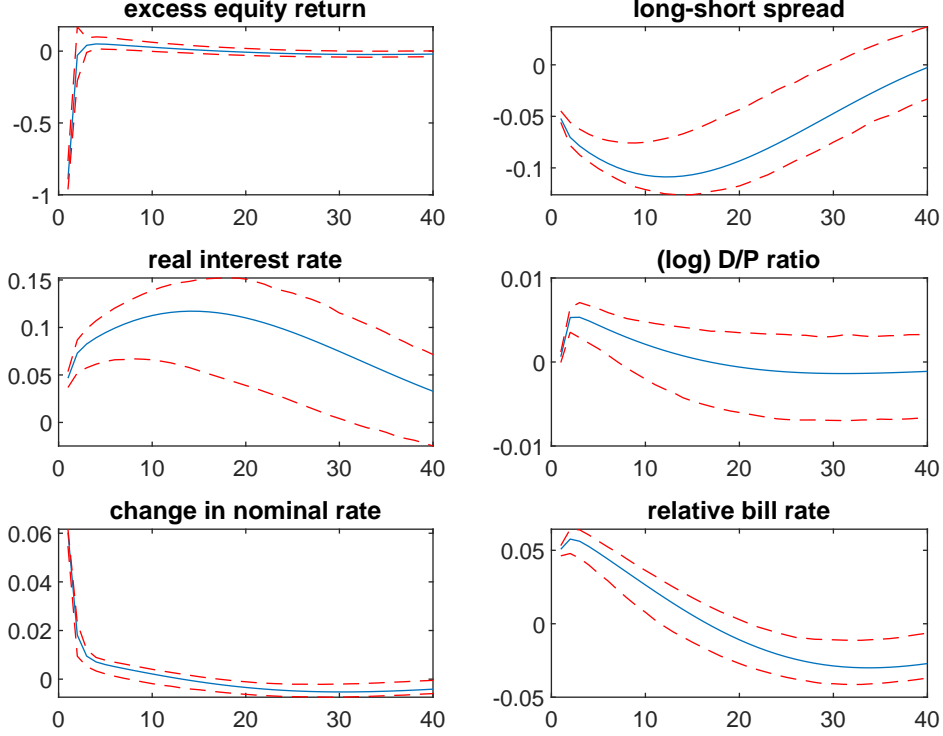 excess equity return
0
-0.5
-1
0 10 20 30 40
long-short spread
0
-0.05
-0.1
0 10 20 30 40
real interest rate
0.15
0.1
0.05
0
0 10 20 30 40
(log) D/P ratio
0.01
0
-0.01
0 10 20 30 40
change in nominal rate
0.06
0.04
0.02
0
0 10 20 30 40
relative bill rate
0.05
0
-0.05
0 10 20 30 40